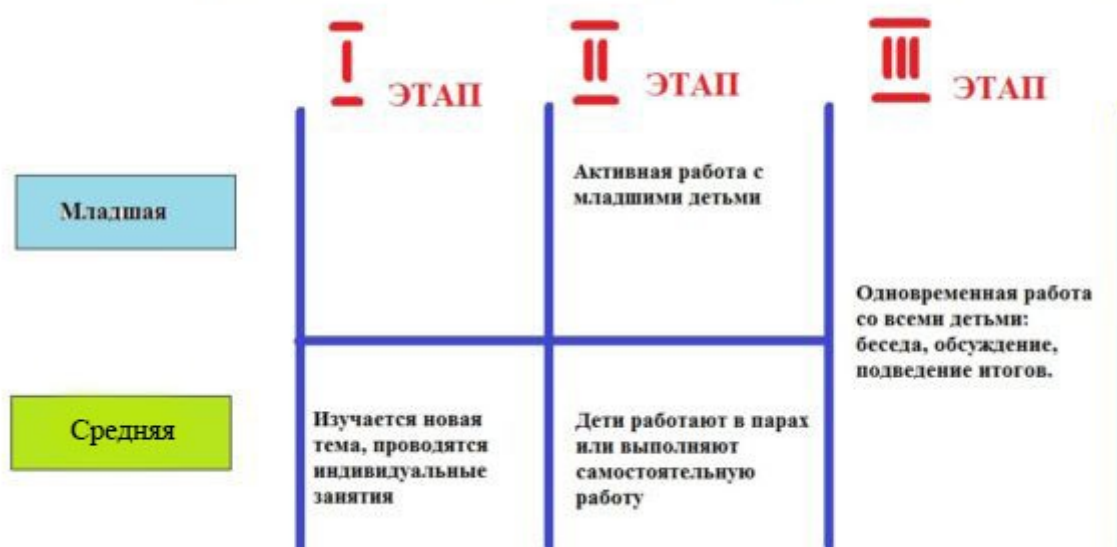 I ЭТАП
II ЭТАП
III ЭТАП
Младшая
Активная работа с
младшими детьми
Средняя
Изучается новая
тема, проводятся
индивидуальные
занятия
Дети работают в парах
или выполняют
самостоятельную
работу
Одновременная работа
со всеми детьми:
беседа, обсуждение,
подведение итогов.